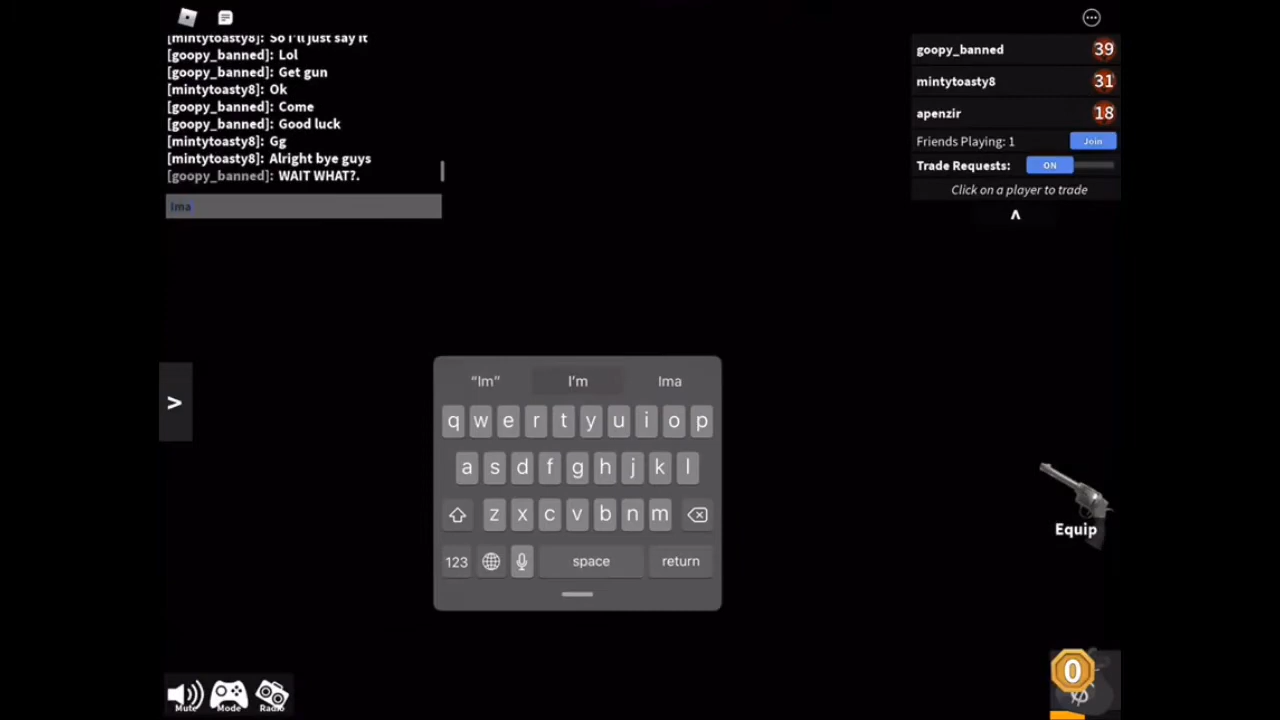 [mintytoasty8]: So I'll just say it
[goopy_banned]: Lol
[goopy_banned]: Get gun
[mintytoasty8]: Ok
[goopy_banned]: Come
[goopy_banned]: Good luck
[mintytoasty8]: Gg
[mintytoasty8]: Alright bye guys
[goopy_banned]: WAIT WHAT?.
Ima
goopy_banned 39
mintytoasty8 31
apenzir 18
Friends Playing: 1 Join
Trade Requests: ON
Click on a player to trade
^
>
“Im” I’m Ima
q w e r t y u i o p
a s d f g h j k l
z x c v b n m
123 space return
Equip
Mute Mode Radio
0